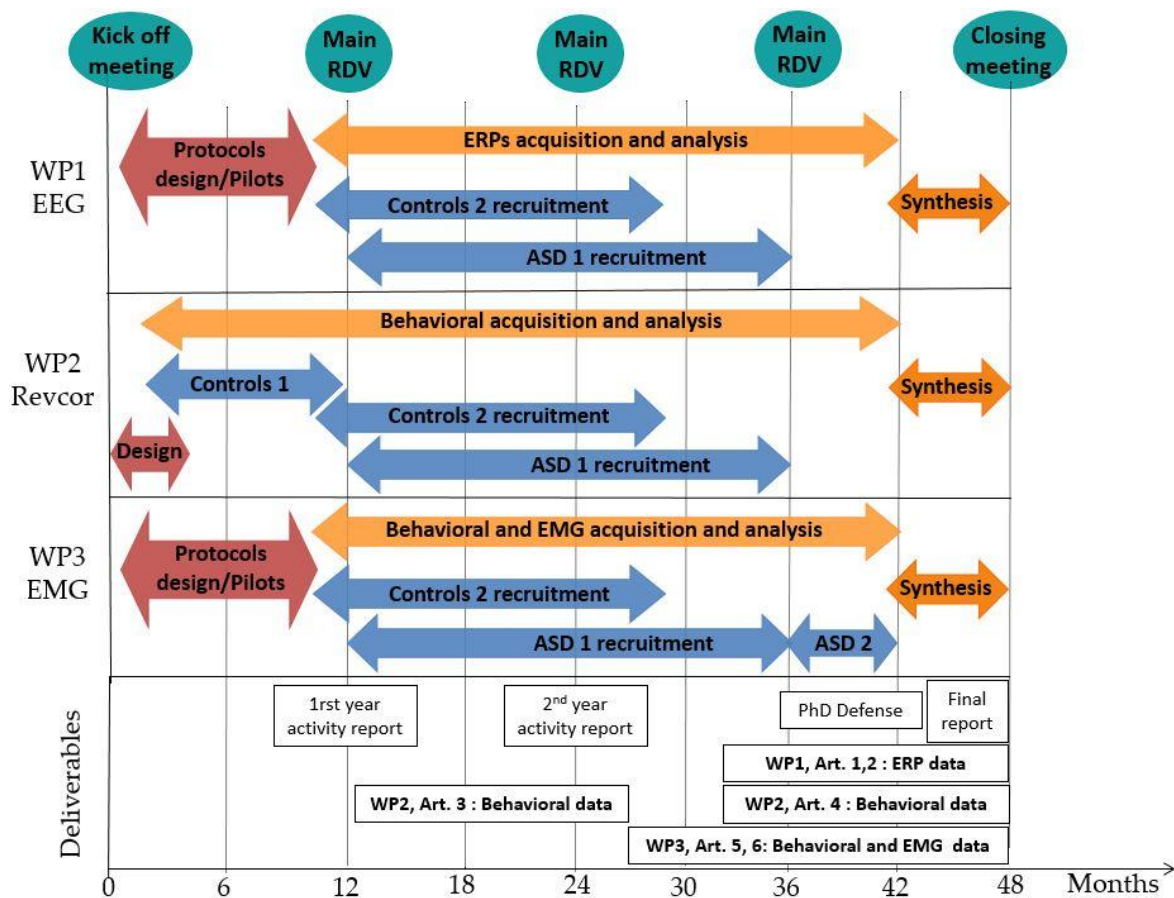 Kick off
meeting
Main
RDV
Main
RDV
Main
RDV
Closing
meeting
WP1
EEG
Protocols
design/Pilots
ERPs acquisition and analysis
Controls 2 recruitment
ASD 1 recruitment
Synthesis
WP2
Revcor
Behavioral acquisition and analysis
Controls 1
Controls 2 recruitment
Design
ASD 1 recruitment
Synthesis
WP3
EMG
Protocols
design/Pilots
Behavioral and EMG acquisition and analysis
Controls 2 recruitment
ASD 1 recruitment
ASD 2
Synthesis
Deliverables
1rst year
activity report
2nd year
activity report
PhD Defense
Final
report
WP1, Art. 1,2 : ERP data
WP2, Art. 3 : Behavioral data
WP2, Art. 4 : Behavioral data
WP3, Art. 5, 6: Behavioral and EMG data
0 6 12 18 24 30 36 42 48 Months